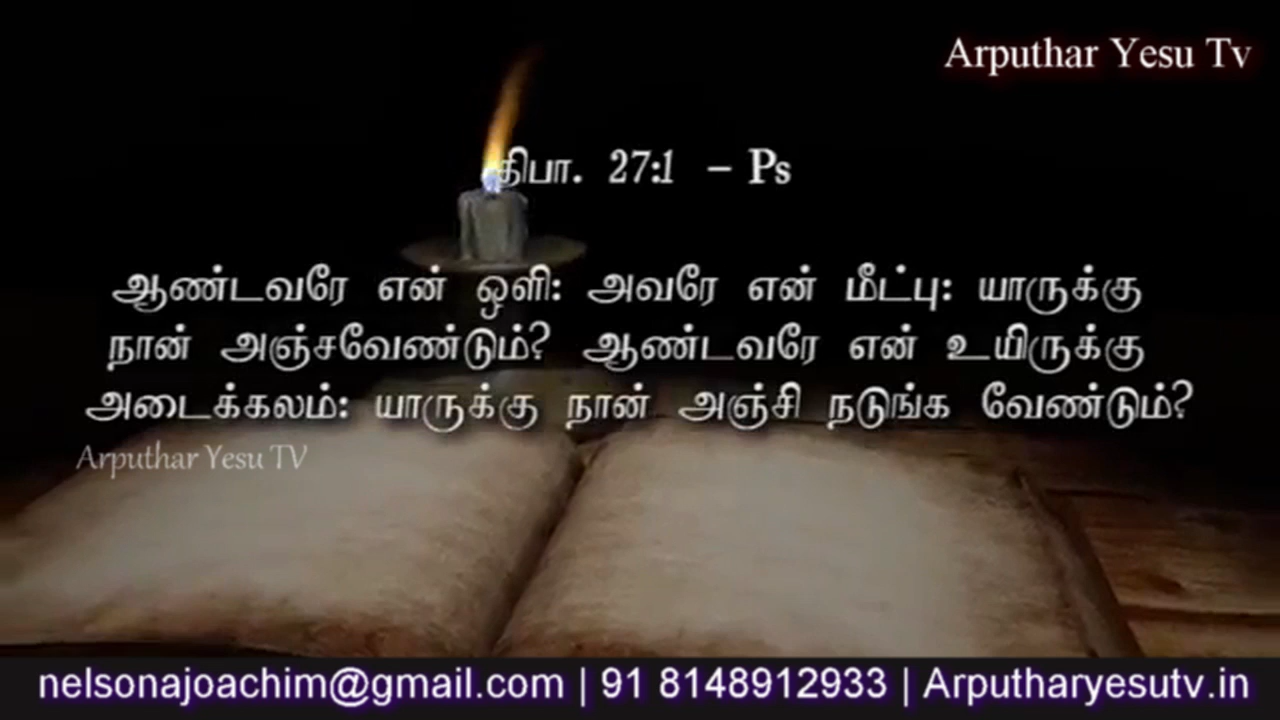 Arputhar Yesu Tv
திபா. 27:1 – Ps
ஆண்டவரே என் ஒளி: அவரே என் மீட்பு: யாருக்கு
நான் அஞ்சவேண்டும்? ஆண்டவரே என் உயிருக்கு
அடைக்கலம்: யாருக்கு நான் அஞ்சி நடுங்க வேண்டும்?
Arputhar Yesu TV
nelsonajoachim@gmail.com | 91 8148912933 | Arputharyesutv.in